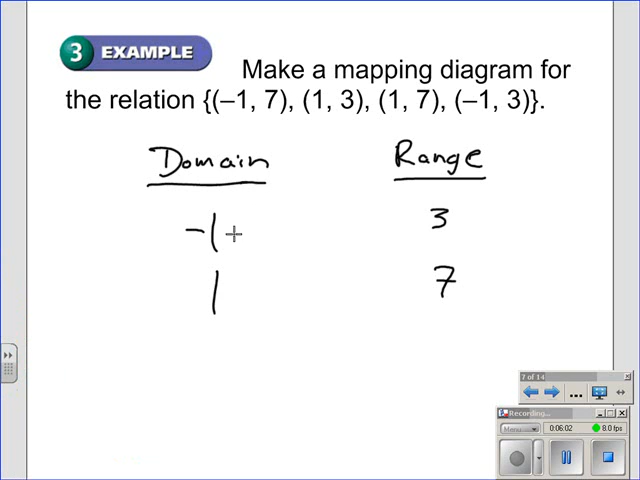 3 EXAMPLE
Make a mapping diagram for
the relation {(–1, 7), (1, 3), (1, 7), (–1, 3)}.
Domain Range
-1 3
1 7
7 of 14
...
Recording...
Menu
0:06:02 8.0 fps